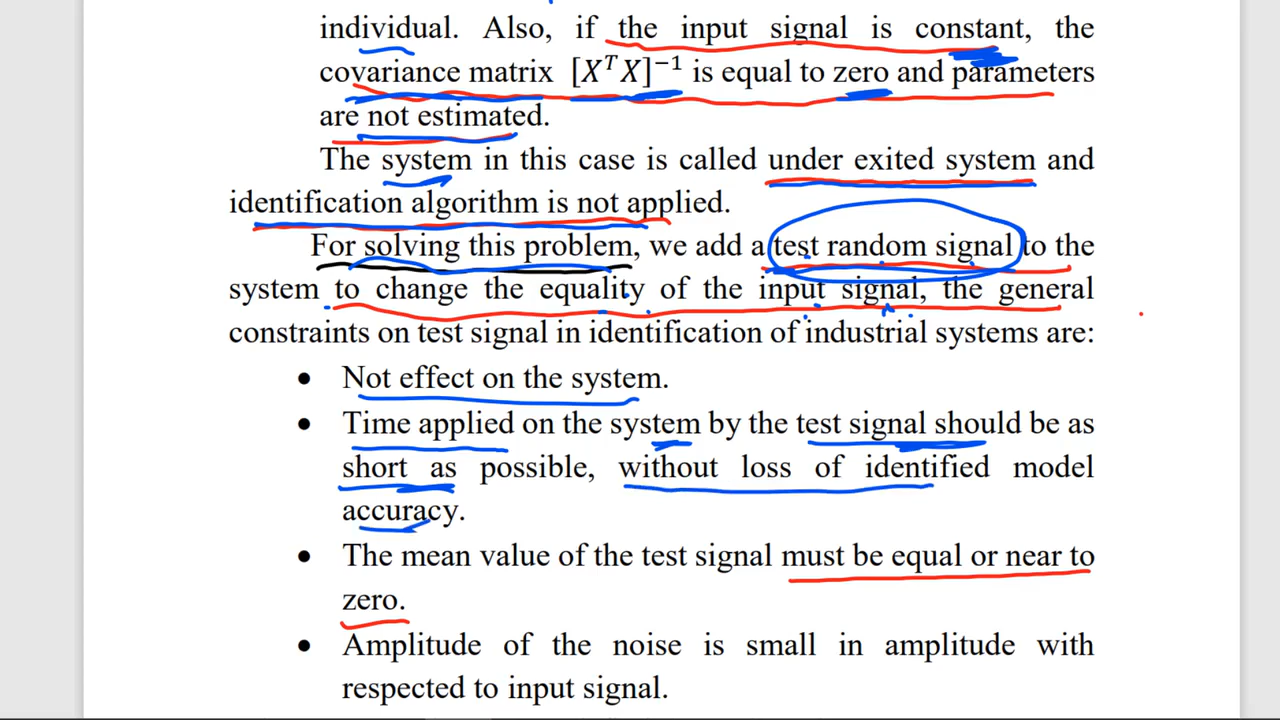 individual. Also, if the input signal is constant, the
covariance matrix [XᵀX]⁻¹ is equal to zero and parameters
are not estimated.
The system in this case is called under exited system and
identification algorithm is not applied.
For solving this problem, we add a test random signal to the
system to change the equality of the input signal, the general
constraints on test signal in identification of industrial systems are:
• Not effect on the system.
• Time applied on the system by the test signal should be as
short as possible, without loss of identified model
accuracy.
• The mean value of the test signal must be equal or near to
zero.
• Amplitude of the noise is small in amplitude with
respected to input signal.